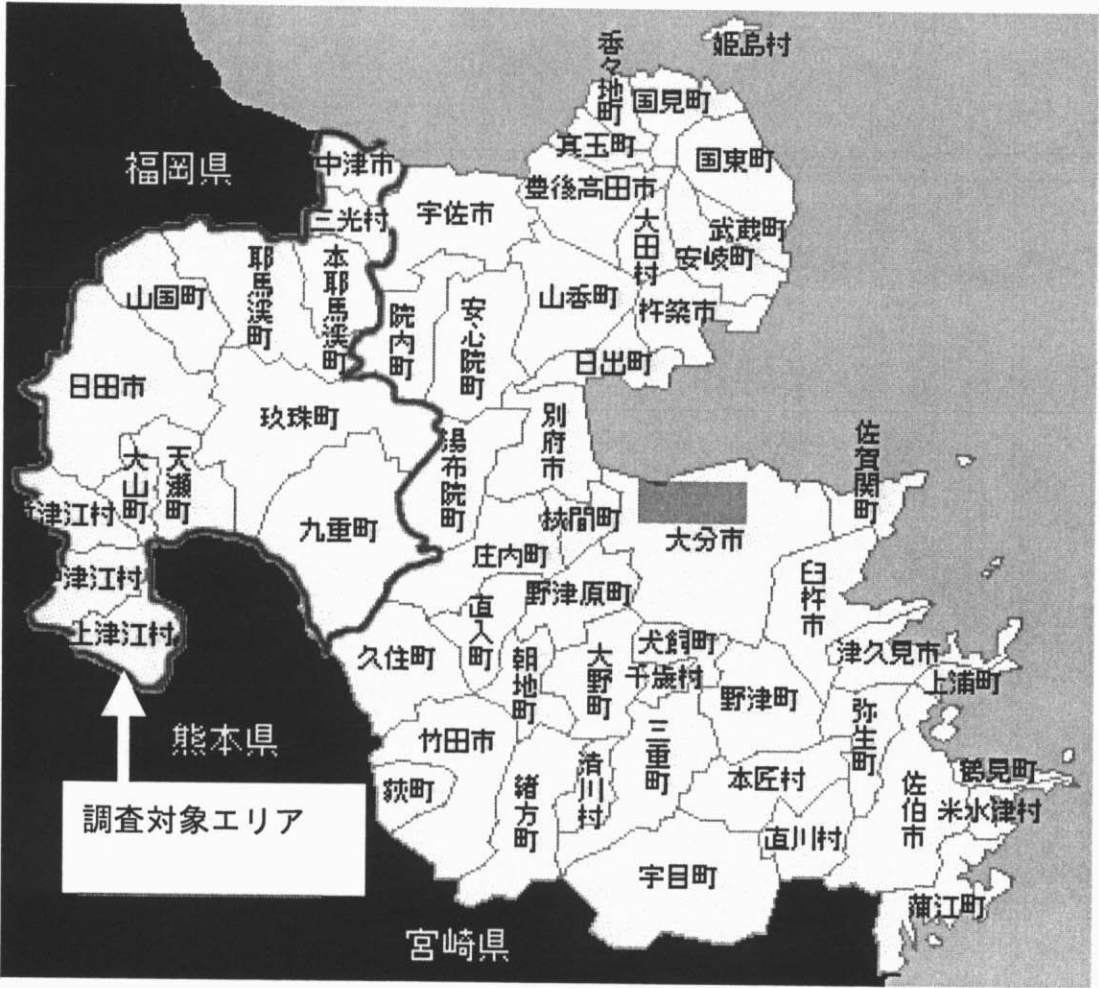 姫島村
香々地町
国見町
真玉町
国東町
中津市
福岡県
豊後高田市
三光村
宇佐市
大田村
武蔵町
安岐町
耶馬渓町
本耶馬渓町
山国町
院内町
安心院町
山香町
杵築市
日出町
日田市
玖珠町
別府市
湯布院町
佐賀関町
大山町
天瀬町
津江村
九重町
挾間町
大分市
庄内町
津江村
臼杵市
野津原町
直入町
上津江村
久住町
朝地町
大野町
犬飼町
千歳村
津久見市
上浦町
野津町
弥生町
熊本県
竹田市
三重町
清川村
荻町
緒方町
本匠村
佐伯市
鶴見町
米水津村
調査対象エリア
直川村
宇目町
蒲江町
宮崎県